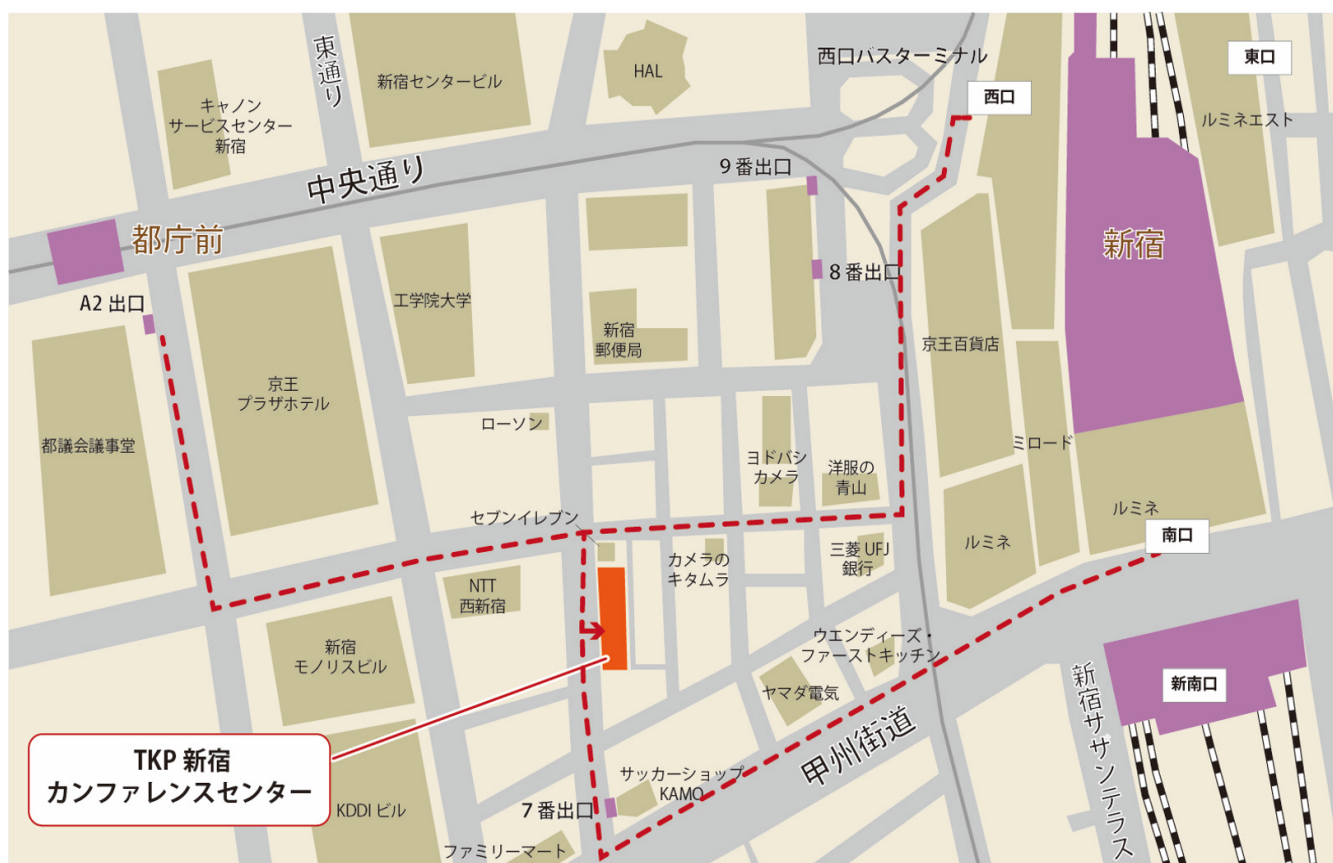 東通り
新宿センタービル
HAL
西口バスターミナル
東口
西口
キャノン
サービスセンター
新宿
ルミネエスト
中央通り
9番出口
都庁前
新宿
8番出口
A2 出口
工学院大学
新宿
郵便局
京王百貨店
京王
プラザホテル
ローソン
都議会議事堂
ミロード
ヨドバシ
カメラ
洋服の
青山
ルミネ
セブンイレブン
南口
カメラの
キタムラ
三菱 UFJ
銀行
ルミネ
NTT
西新宿
新宿
モノリスビル
ウエンディーズ・
ファーストキッチン
ヤマダ電気
新南口
新宿サザンテラス
甲州街道
TKP 新宿
カンファレンスセンター
サッカーショップ
KAMO
7番出口
KDDI ビル
ファミリーマート